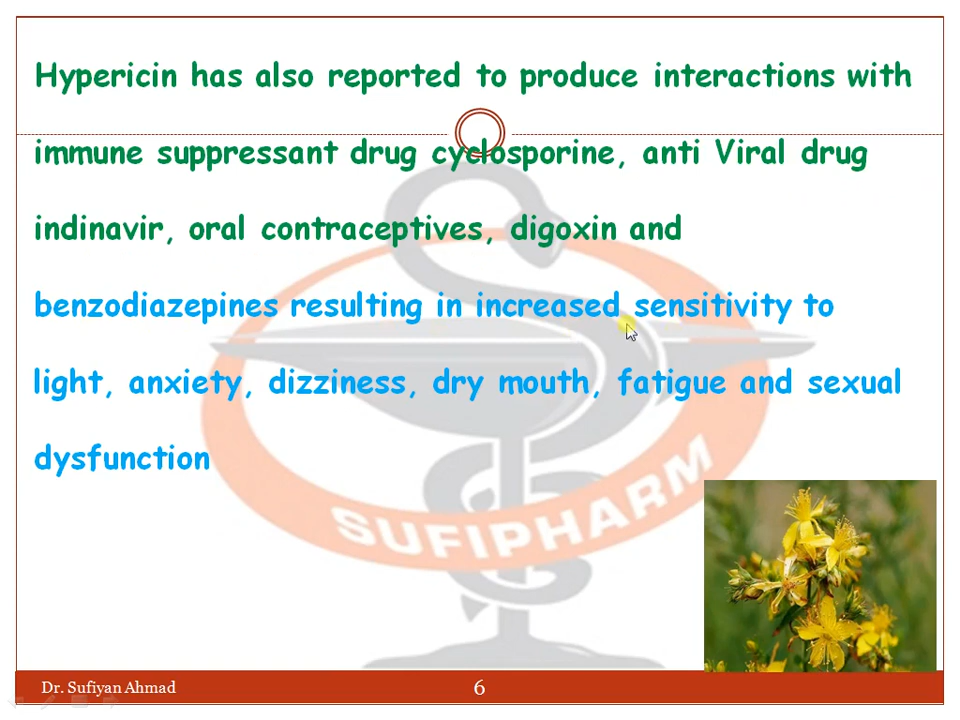 Hypericin has also reported to produce interactions with
immune suppressant drug cyclosporine, anti Viral drug
indinavir, oral contraceptives, digoxin and
benzodiazepines resulting in increased sensitivity to
light, anxiety, dizziness, dry mouth, fatigue and sexual
dysfunction
SUFIPHARM
Dr. Sufiyan Ahmad
6